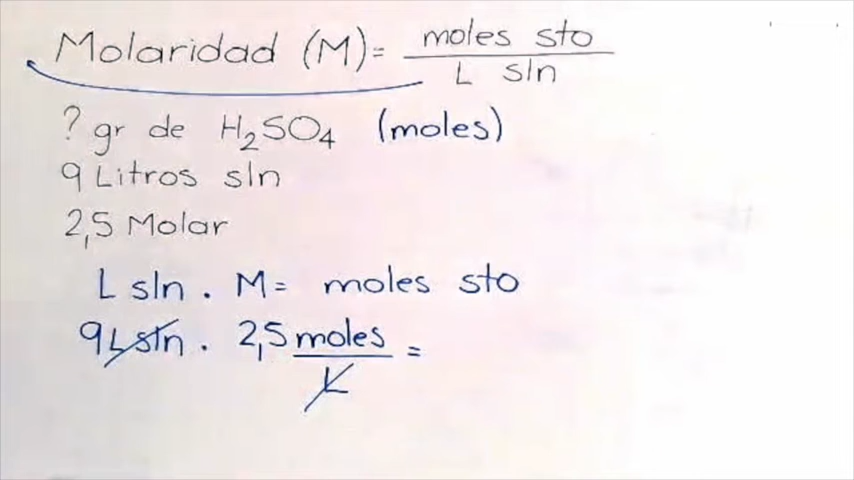 Molaridad (M) = moles sto / L sln
? gr de H₂SO₄ (moles)
9 Litros sln
2,5 Molar
L sln . M = moles sto
9 L sln . 2,5 moles / L =